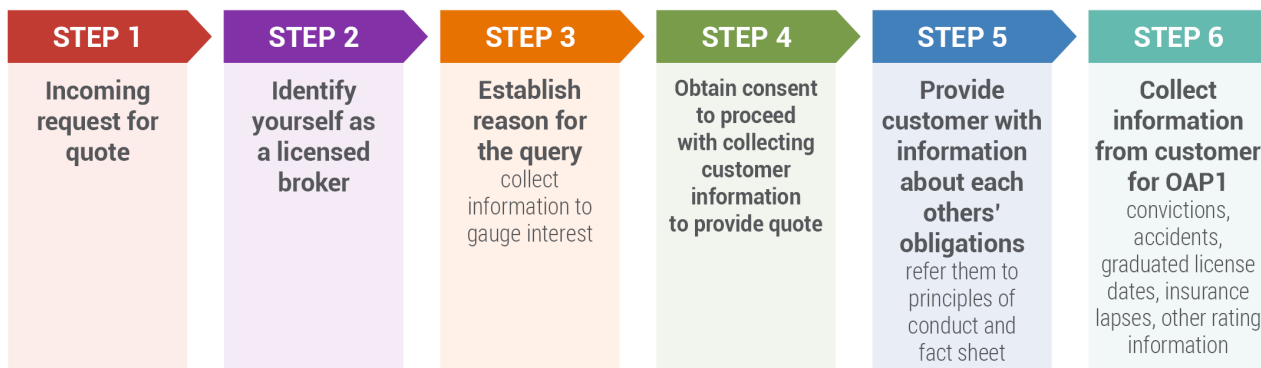 STEP 1
Incoming
request for
quote
STEP 2
Identify
yourself as
a licensed
broker
STEP 3
Establish
reason for
the query
collect
information to
gauge interest
STEP 4
Obtain consent
to proceed
with collecting
customer
information
to provide quote
STEP 5
Provide
customer with
information
about each
others'
obligations
refer them to
principles of
conduct and
fact sheet
STEP 6
Collect
information
from customer
for OAP1
convictions,
accidents,
graduated license
dates, insurance
lapses, other rating
information